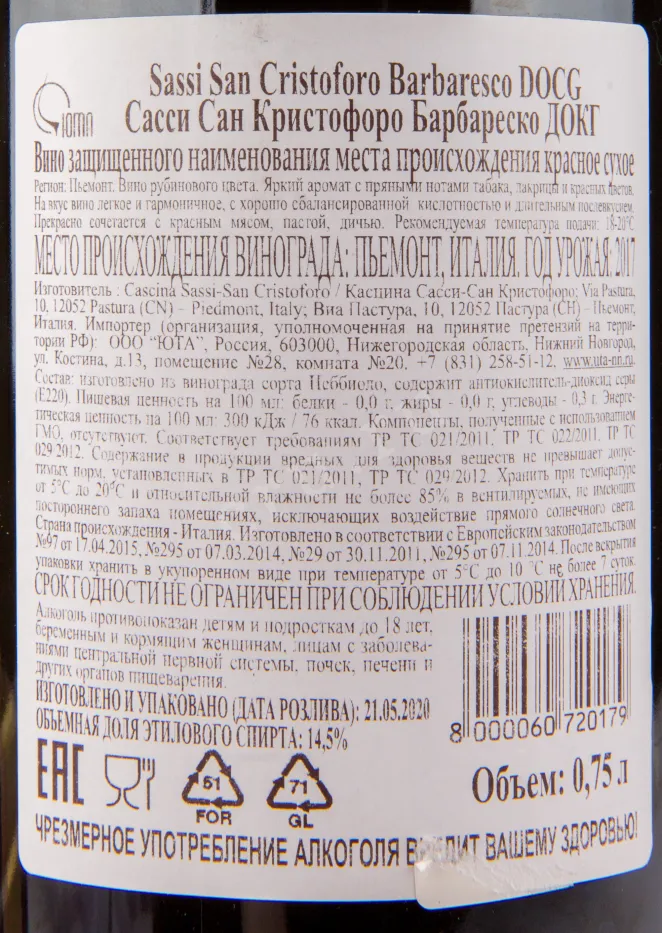 Sassi San Cristoforo Barbaresco DOCG
юта
Сасси Сан Кристофоро Барбареско ДОКГ
Вино защищенного наименования места происхождения красное сухое
Регион: Пьемонт. Вино рубинового цвета. Яркий аромат с пряными нотами табака, лакрицы и красных цветов.
На вкус вино легкое и гармоничное, с хорошо сбалансированной кислотностью и длительным послевкусием.
Прекрасно сочетается с красным мясом, пастой, дичью. Рекомендуемая температура подачи: 18-20°C
МЕСТО ПРОИСХОЖДЕНИЯ ВИНОГРАДА: ПЬЕМОНТ, ИТАЛИЯ. ГОД УРОЖАЯ: 2017
Изготовитель : Cascina Sassi-San Cristoforo / Касцина Сасси-Сан Кристофоро; Via Pastura,
10, 12052 Pastura (CN) – Piedmont, Italy; Виа Пастура, 10, 12052 Пастура (CH) – Пьемонт,
Италия. Импортер (организация, уполномоченная на принятие претензий на терри-
тории РФ): ООО "ЮТА", Россия, 603000, Нижегородская область, Нижний Новгород,
ул. Костина, д.13, помещение №28, комната №20, +7 (831) 258-51-12, www.uta-nn.ru.
Состав: изготовлено из винограда сорта Неббиоло, содержит антиокислитель-диоксид серы
(E220). Пищевая ценность на 100 мл: белки - 0,0 г, жиры - 0,0 г, углеводы - 0,3 г. Энерге-
тическая ценность на 100 мл: 300 кДж / 76 ккал. Компоненты, полученные с использованием
ГМО, отсутствуют. Соответствует требованиям ТР ТС 021/2011, ТР ТС 022/2011, ТР ТС
029/2012. Содержание в продукции вредных для здоровья веществ не превышает допус-
тимых норм, установленных в ТР ТС 021/2011, ТР ТС 029/2012. Хранить при температуре
от 5°C до 20°C и относительной влажности не более 85% в вентилируемых, не имеющих
постороннего запаха помещениях, исключающих воздействие прямого солнечного света.
Страна происхождения - Италия. Изготовлено в соответствии с Европейским законодательством
№97 от 17.04.2015, №295 от 07.03.2014, №29 от 30.11.2011, №295 от 07.11.2014. После вскрытия
упаковки хранить в укупоренном виде при температуре от 5°C до 10 °C не более 7 суток.
СРОК ГОДНОСТИ НЕ ОГРАНИЧЕН ПРИ СОБЛЮДЕНИИ УСЛОВИЙ ХРАНЕНИЯ.
Алкоголь противопоказан детям и подросткам до 18 лет,
беременным и кормящим женщинам, лицам с заболева-
ниями центральной нервной системы, почек, печени и
других органов пищеварения.
ИЗГОТОВЛЕНО И УПАКОВАНО (ДАТА РОЗЛИВА): 21.05.2020
ОБЪЕМНАЯ ДОЛЯ ЭТИЛОВОГО СПИРТА: 14,5%
8 000060 720179
EAC
51
FOR
71
GL
Объем: 0,75 л
ЧРЕЗМЕРНОЕ УПОТРЕБЛЕНИЕ АЛКОГОЛЯ ВРЕДИТ ВАШЕМУ ЗДОРОВЬЮ!